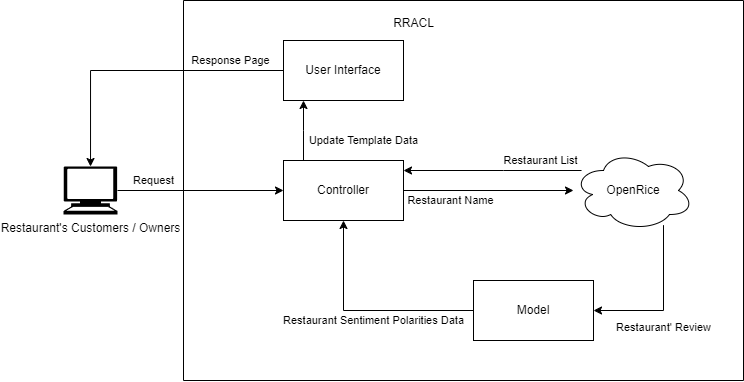 RRACL
Response Page
User Interface
Update Template Data
Restaurant List
Request
Controller
OpenRice
Restaurant Name
Restaurant's Customers / Owners
Model
Restaurant Sentiment Polarities Data
Restaurant' Review